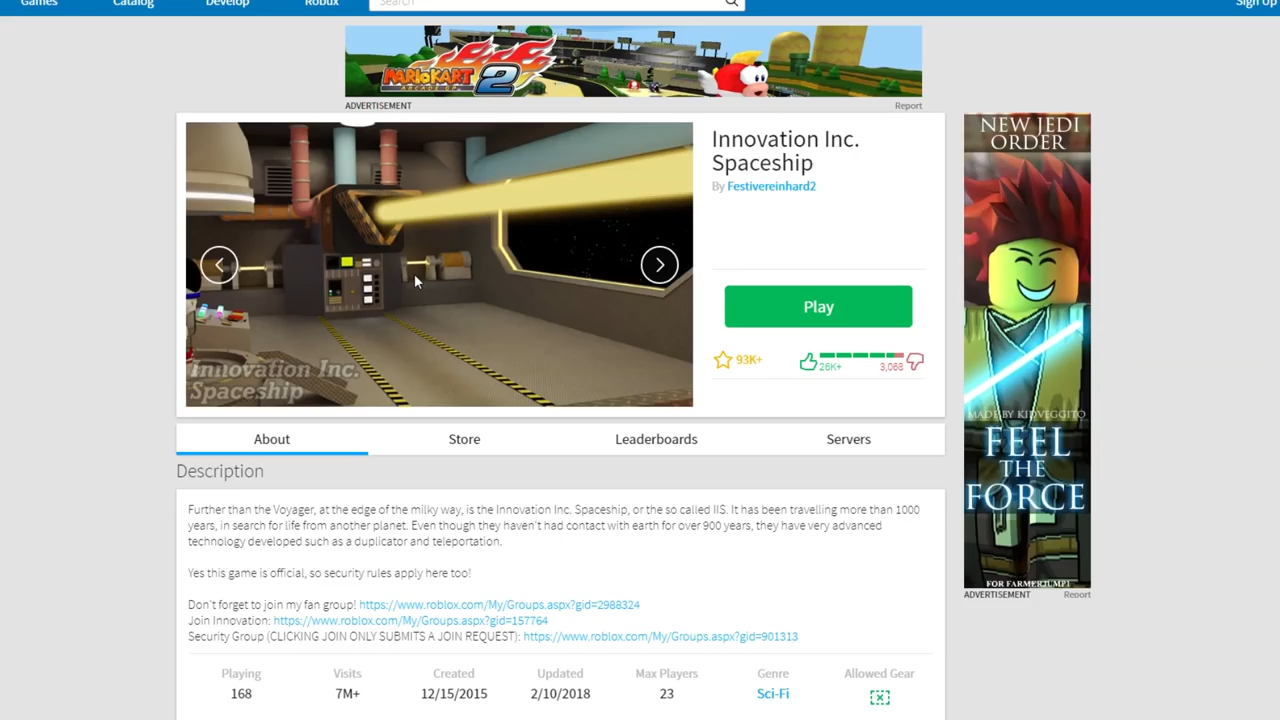 Games Catalog Develop Robux Search Sign Up
MARIOKART
ARCADE GP 2
ADVERTISEMENT Report
Innovation Inc.
Spaceship
Innovation Inc.
Spaceship
By Festivereinhard2
Play
93K+ 26K+ 3,068
NEW JEDI
ORDER
MADE BY KIDVEGGITO
FEEL
THE
FORCE
FOR FARMERJUMP1
ADVERTISEMENT Report
About Store Leaderboards Servers
Description
Further than the Voyager, at the edge of the milky way, is the Innovation Inc. Spaceship, or the so called IIS. It has been travelling more than 1000
years, in search for life from another planet. Even though they haven't had contact with earth for over 900 years, they have very advanced
technology developed such as a duplicator and teleportation.
Yes this game is official, so security rules apply here too!
Don't forget to join my fan group! https://www.roblox.com/My/Groups.aspx?gid=2988324
Join Innovation: https://www.roblox.com/My/Groups.aspx?gid=157764
Security Group (CLICKING JOIN ONLY SUBMITS A JOIN REQUEST): https://www.roblox.com/My/Groups.aspx?gid=901313
Playing Visits Created Updated Max Players Genre Allowed Gear
168 7M+ 12/15/2015 2/10/2018 23 Sci-Fi